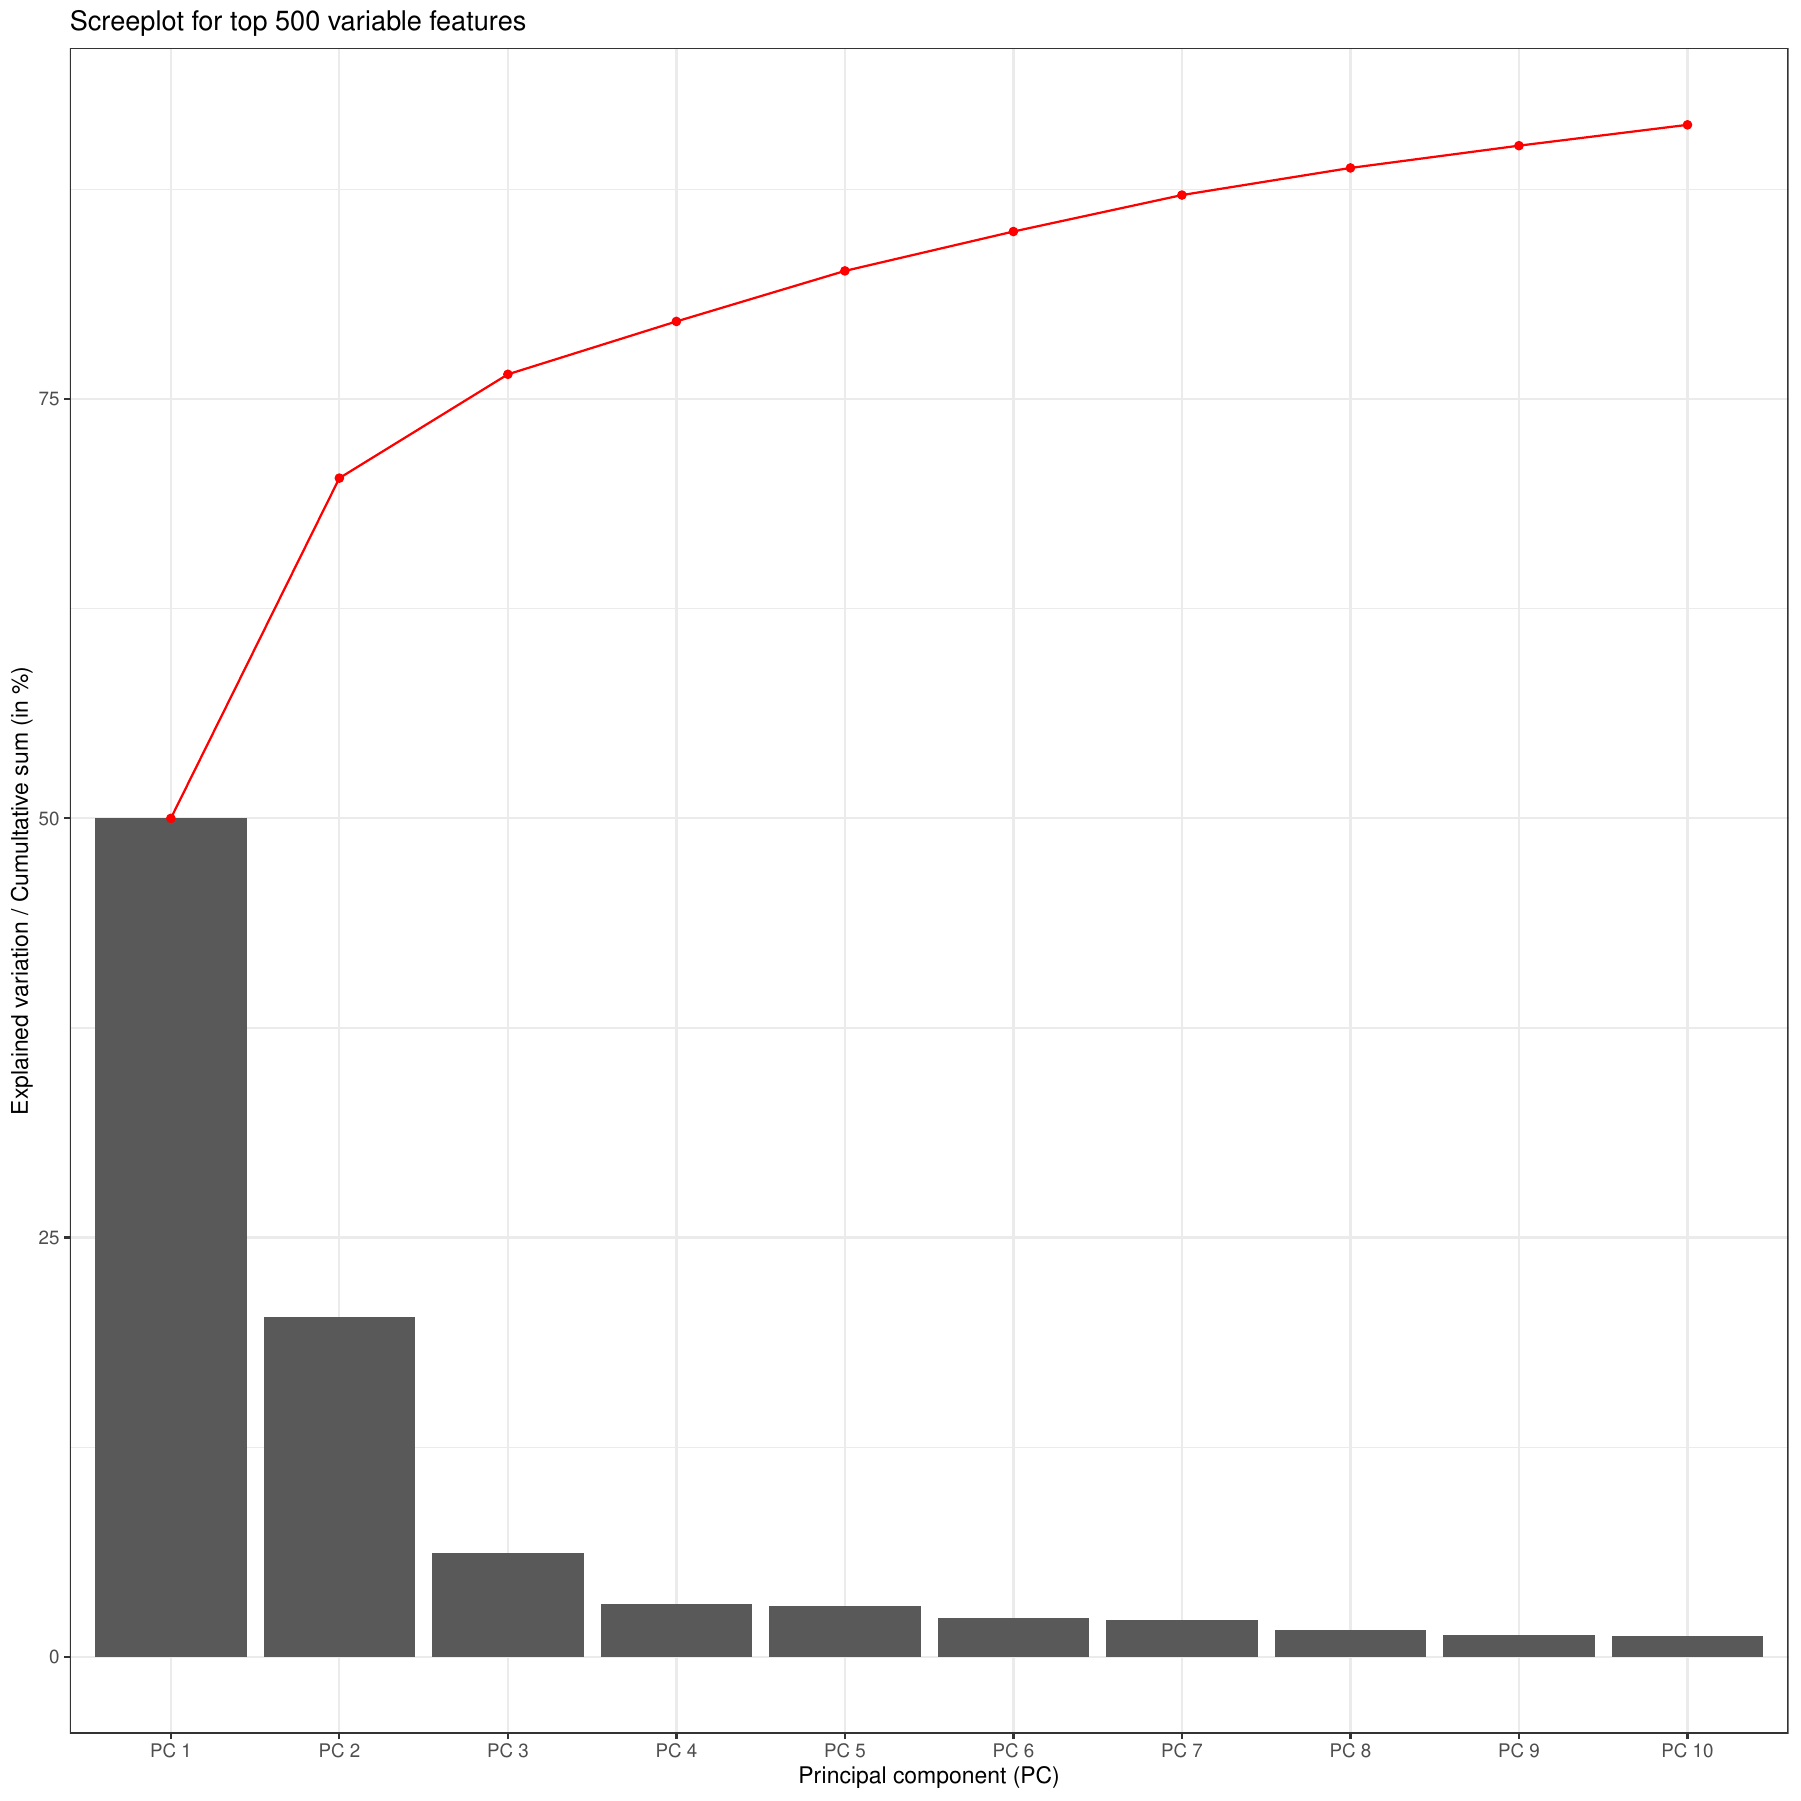 Screeplot for top 500 variable features
Explained variation / Cumultative sum (in %)
75
50
25
0
PC 1 PC 2 PC 3 PC 4 PC 5 PC 6 PC 7 PC 8 PC 9 PC 10
Principal component (PC)